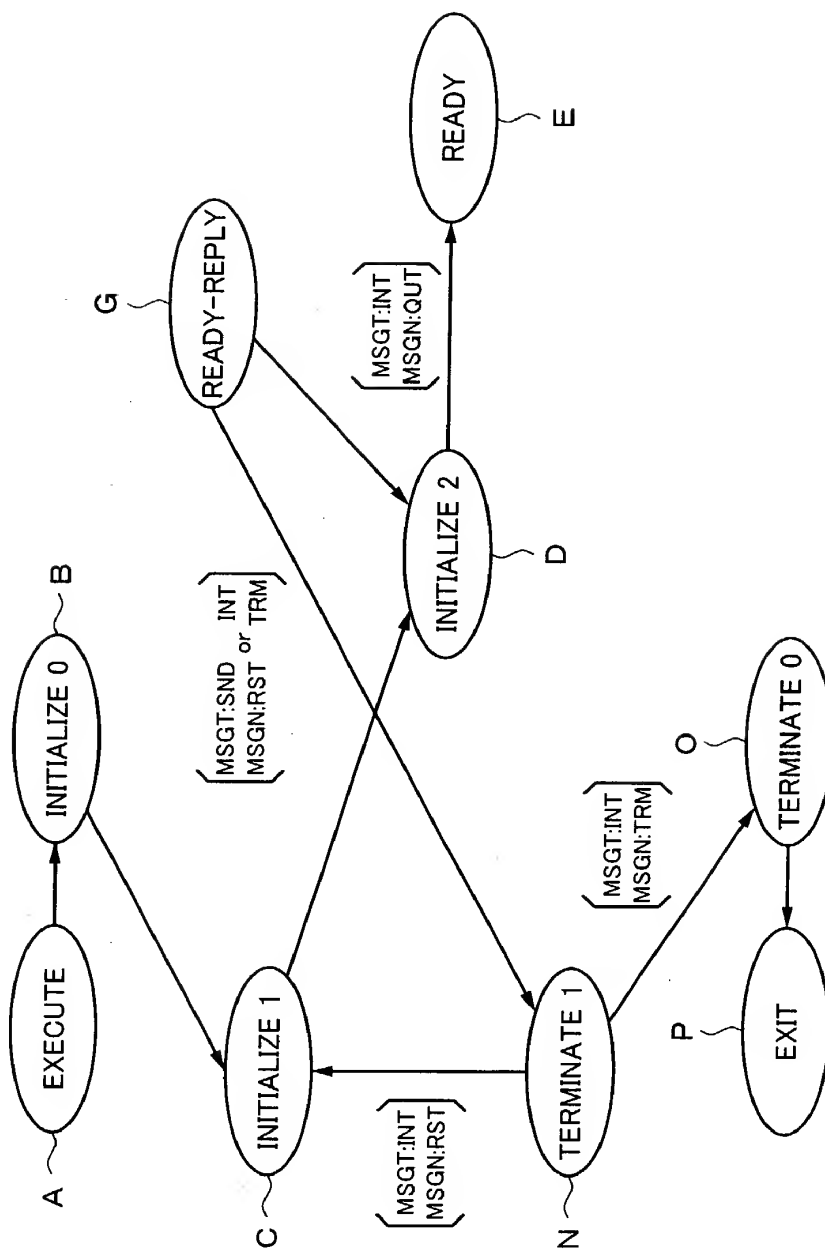 A
EXECUTE
INITIALIZE 0
B
C
INITIALIZE 1
MSGT:SND
MSGN:RST
or
INT
TRM
G
READY-REPLY
INITIALIZE 2
D
MSGT:INT
MSGN:QUT
READY
E
MSGT:INT
MSGN:RST
N
TERMINATE 1
MSGT:INT
MSGN:TRM
O
TERMINATE 0
P
EXIT